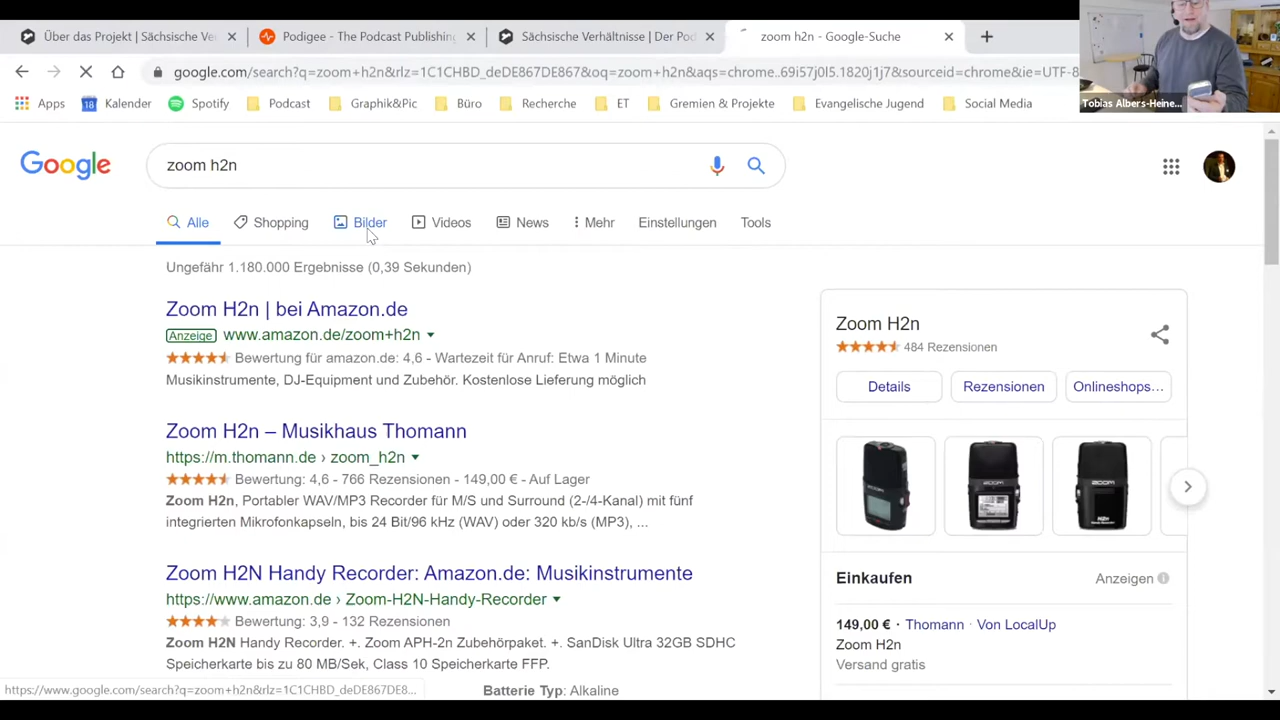 Über das Projekt | Sächsische Ve
Podigee - The Podcast Publishing
Sächsische Verhältnisse | Der Pod
zoom h2n - Google-Suche
google.com/search?q=zoom+h2n&rlz=1C1CHBD_deDE867DE867&oq=zoom+h2n&aqs=chrome..69i57j0l5.1820j1j7&sourceid=chrome&ie=UTF-8
Tobias Albers-Heine...
Apps
18 Kalender
Spotify
Podcast
Graphik&Pic
Büro
Recherche
ET
Gremien & Projekte
Evangelische Jugend
Social Media
Google
zoom h2n
Alle
Shopping
Bilder
Videos
News
Mehr
Einstellungen
Tools
Ungefähr 1.180.000 Ergebnisse (0,39 Sekunden)
Zoom H2n | bei Amazon.de
Anzeige www.amazon.de/zoom+h2n
Bewertung für amazon.de: 4,6 - Wartezeit für Anruf: Etwa 1 Minute
Musikinstrumente, DJ-Equipment und Zubehör. Kostenlose Lieferung möglich
Zoom H2n – Musikhaus Thomann
https://m.thomann.de › zoom_h2n
Bewertung: 4,6 - 766 Rezensionen - 149,00 € - Auf Lager
Zoom H2n, Portabler WAV/MP3 Recorder für M/S und Surround (2-/4-Kanal) mit fünf
integrierten Mikrofonkapseln, bis 24 Bit/96 kHz (WAV) oder 320 kb/s (MP3), ...
Zoom H2N Handy Recorder: Amazon.de: Musikinstrumente
https://www.amazon.de › Zoom-H2N-Handy-Recorder
Bewertung: 3,9 - 132 Rezensionen
Zoom H2N Handy Recorder. +. Zoom APH-2n Zubehörpaket. +. SanDisk Ultra 32GB SDHC
Speicherkarte bis zu 80 MB/Sek, Class 10 Speicherkarte FFP.
Batterie Typ: Alkaline
https://www.google.com/search?q=zoom+h2n&rlz=1C1CHBD_deDE867DE8...
Zoom H2n
484 Rezensionen
Details
Rezensionen
Onlineshops...
ZOOM
ZOOM
ZOOM
H2n
Einkaufen
Anzeigen
149,00 € · Thomann · Von LocalUp
Zoom H2n
Versand gratis